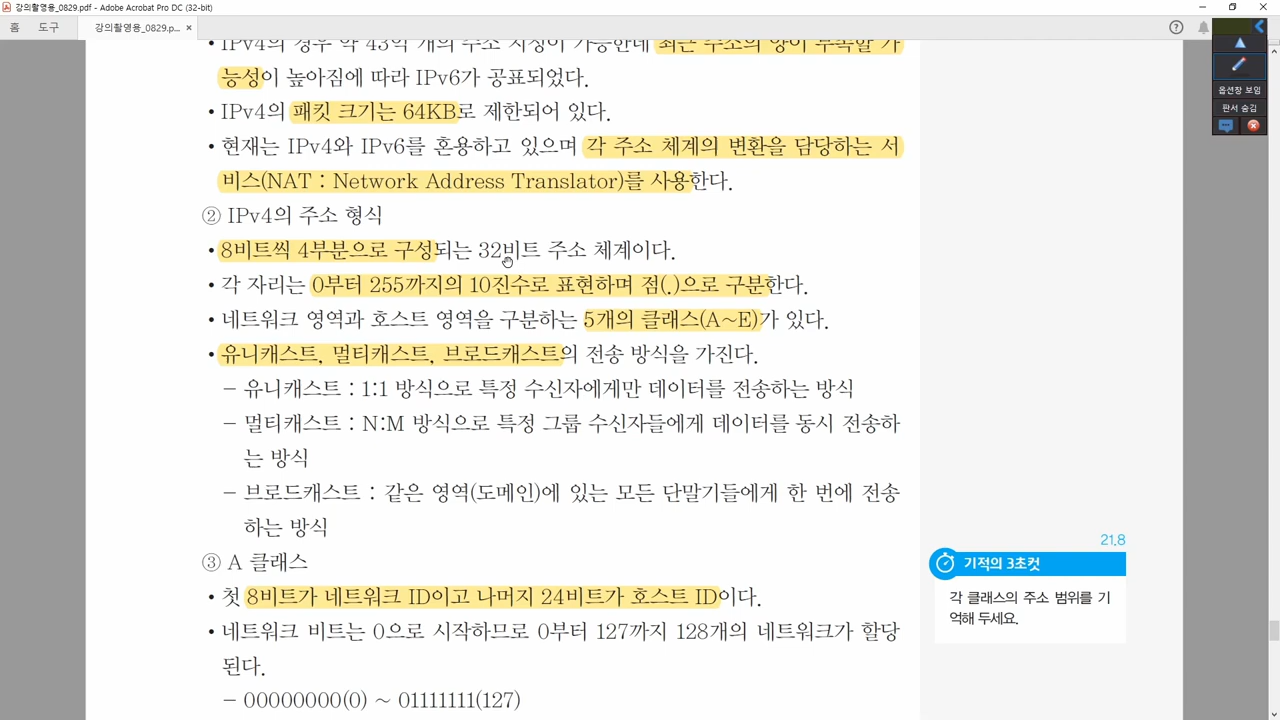 강의촬영용_0829.pdf - Adobe Acrobat Pro DC (32-bit)
홈 도구 강의촬영용_0829.p... ×
• IPv4의 경우 약 43억 개의 주소 지정이 가능한데 최근 주소의 양이 부족할 가
능성이 높아짐에 따라 IPv6가 공표되었다.
• IPv4의 패킷 크기는 64KB로 제한되어 있다.
• 현재는 IPv4와 IPv6를 혼용하고 있으며 각 주소 체계의 변환을 담당하는 서
비스(NAT : Network Address Translator)를 사용한다.
② IPv4의 주소 형식
• 8비트씩 4부분으로 구성되는 32비트 주소 체계이다.
• 각 자리는 0부터 255까지의 10진수로 표현하며 점(.)으로 구분한다.
• 네트워크 영역과 호스트 영역을 구분하는 5개의 클래스(A~E)가 있다.
• 유니캐스트, 멀티캐스트, 브로드캐스트의 전송 방식을 가진다.
– 유니캐스트 : 1:1 방식으로 특정 수신자에게만 데이터를 전송하는 방식
– 멀티캐스트 : N:M 방식으로 특정 그룹 수신자들에게 데이터를 동시 전송하
는 방식
– 브로드캐스트 : 같은 영역(도메인)에 있는 모든 단말기들에게 한 번에 전송
하는 방식
③ A 클래스
• 첫 8비트가 네트워크 ID이고 나머지 24비트가 호스트 ID이다.
• 네트워크 비트는 0으로 시작하므로 0부터 127까지 128개의 네트워크가 할당
된다.
– 00000000(0) ~ 01111111(127)
21.8
기적의 3초컷
각 클래스의 주소 범위를 기
억해 두세요.
옵션장 보임
판서 숨김